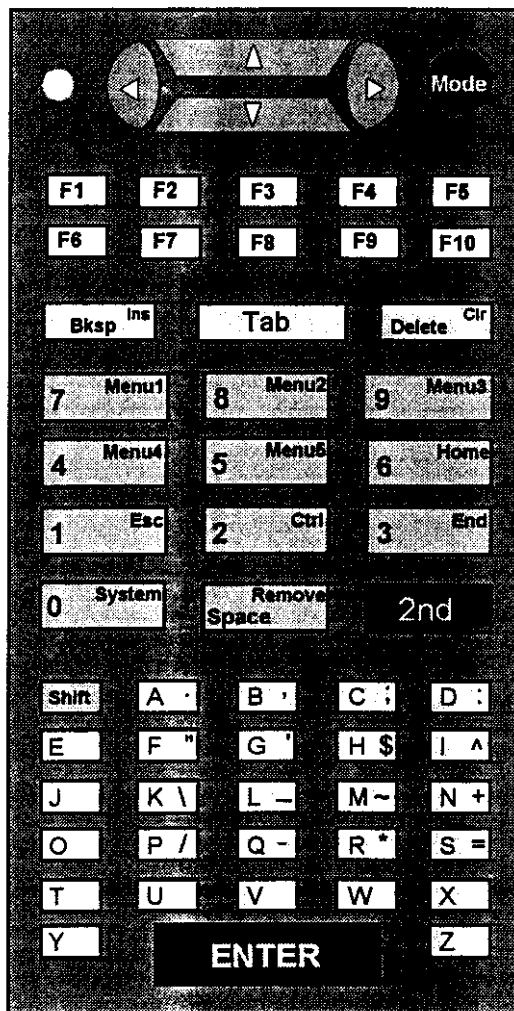 Mode
F1 F2 F3 F4 F5
F6 F7 F8 F9 F10
Bksp Ins Tab Delete Clr
7 Menu1 8 Menu2 9 Menu3
4 Menu4 5 Menu5 6 Home
1 Esc 2 Ctrl 3 End
0 System Space Remove 2nd
Shift A . B , C ; D :
E F " G ' H $ I ^
J K \ L _ M ~ N +
O P / Q - R * S =
T U V W X
Y ENTER Z